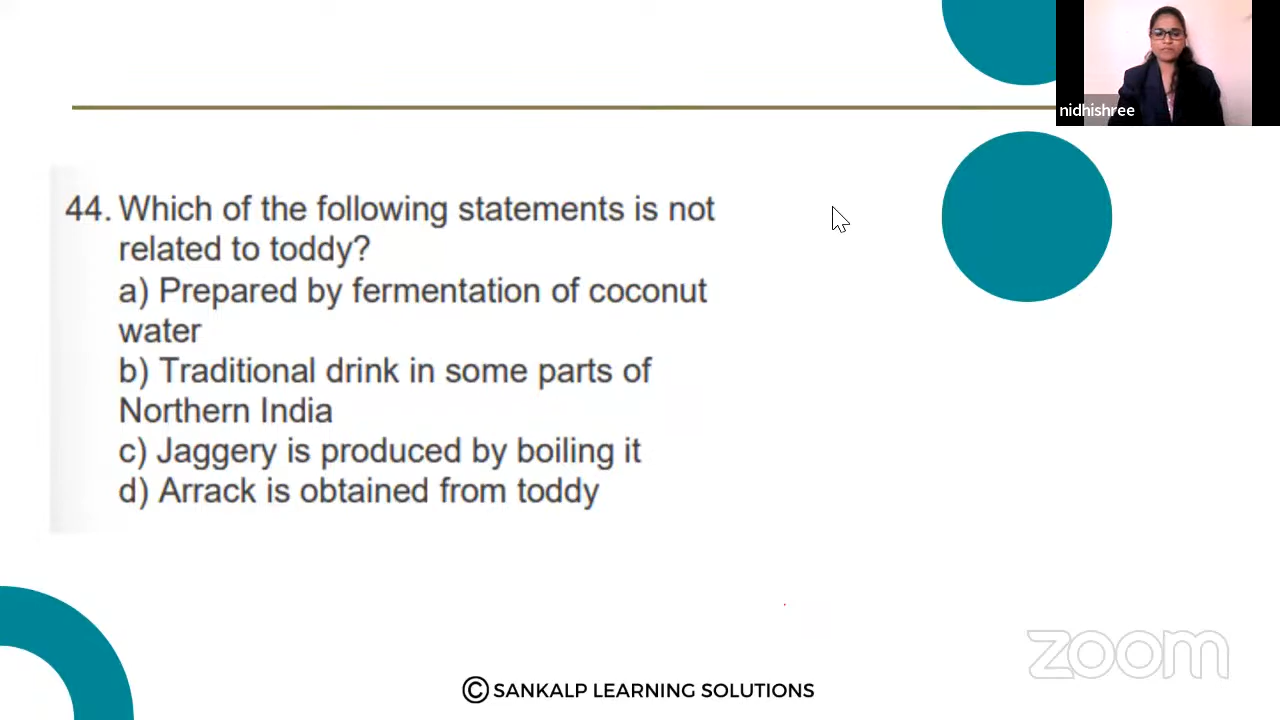 nidhishree
44. Which of the following statements is not
related to toddy?
a) Prepared by fermentation of coconut
water
b) Traditional drink in some parts of
Northern India
c) Jaggery is produced by boiling it
d) Arrack is obtained from toddy
zoom
© SANKALP LEARNING SOLUTIONS